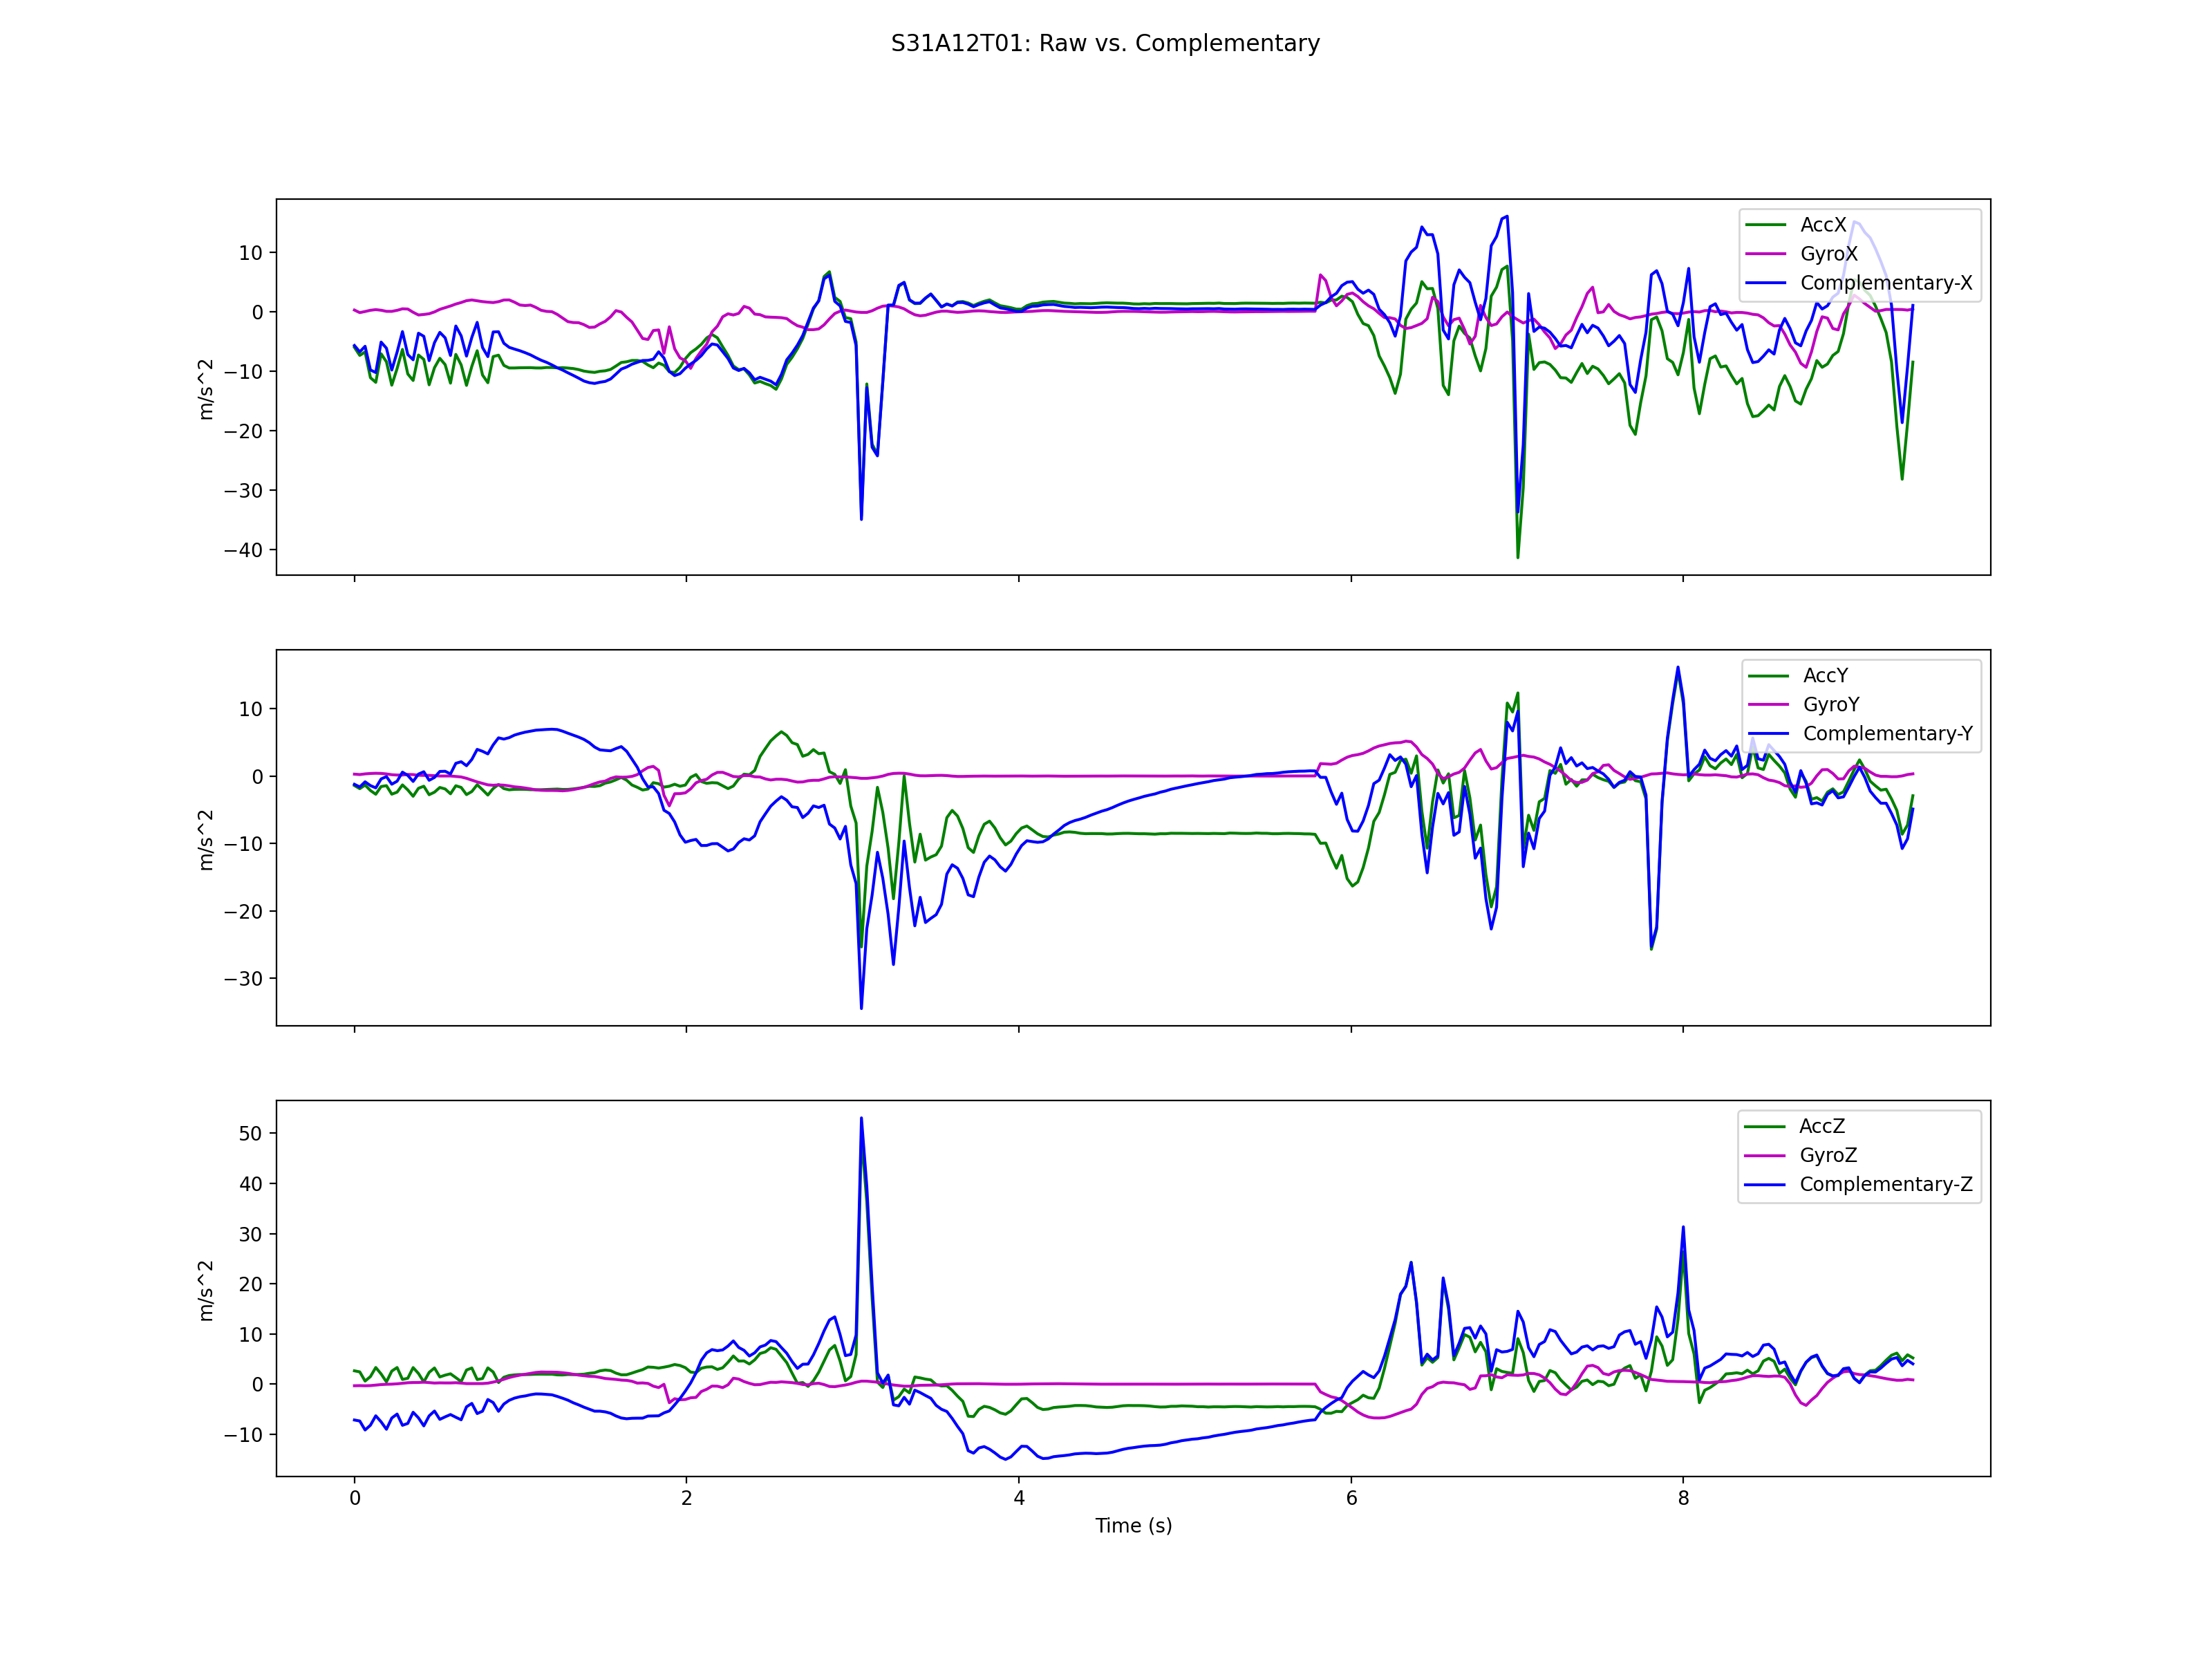 S31A12T01: Raw vs. Complementary
10
0
−10
−20
−30
−40
m/s^2
AccX
GyroX
Complementary-X
10
0
−10
−20
−30
m/s^2
AccY
GyroY
Complementary-Y
50
40
30
20
10
0
−10
m/s^2
AccZ
GyroZ
Complementary-Z
0 2 4 6 8
Time (s)